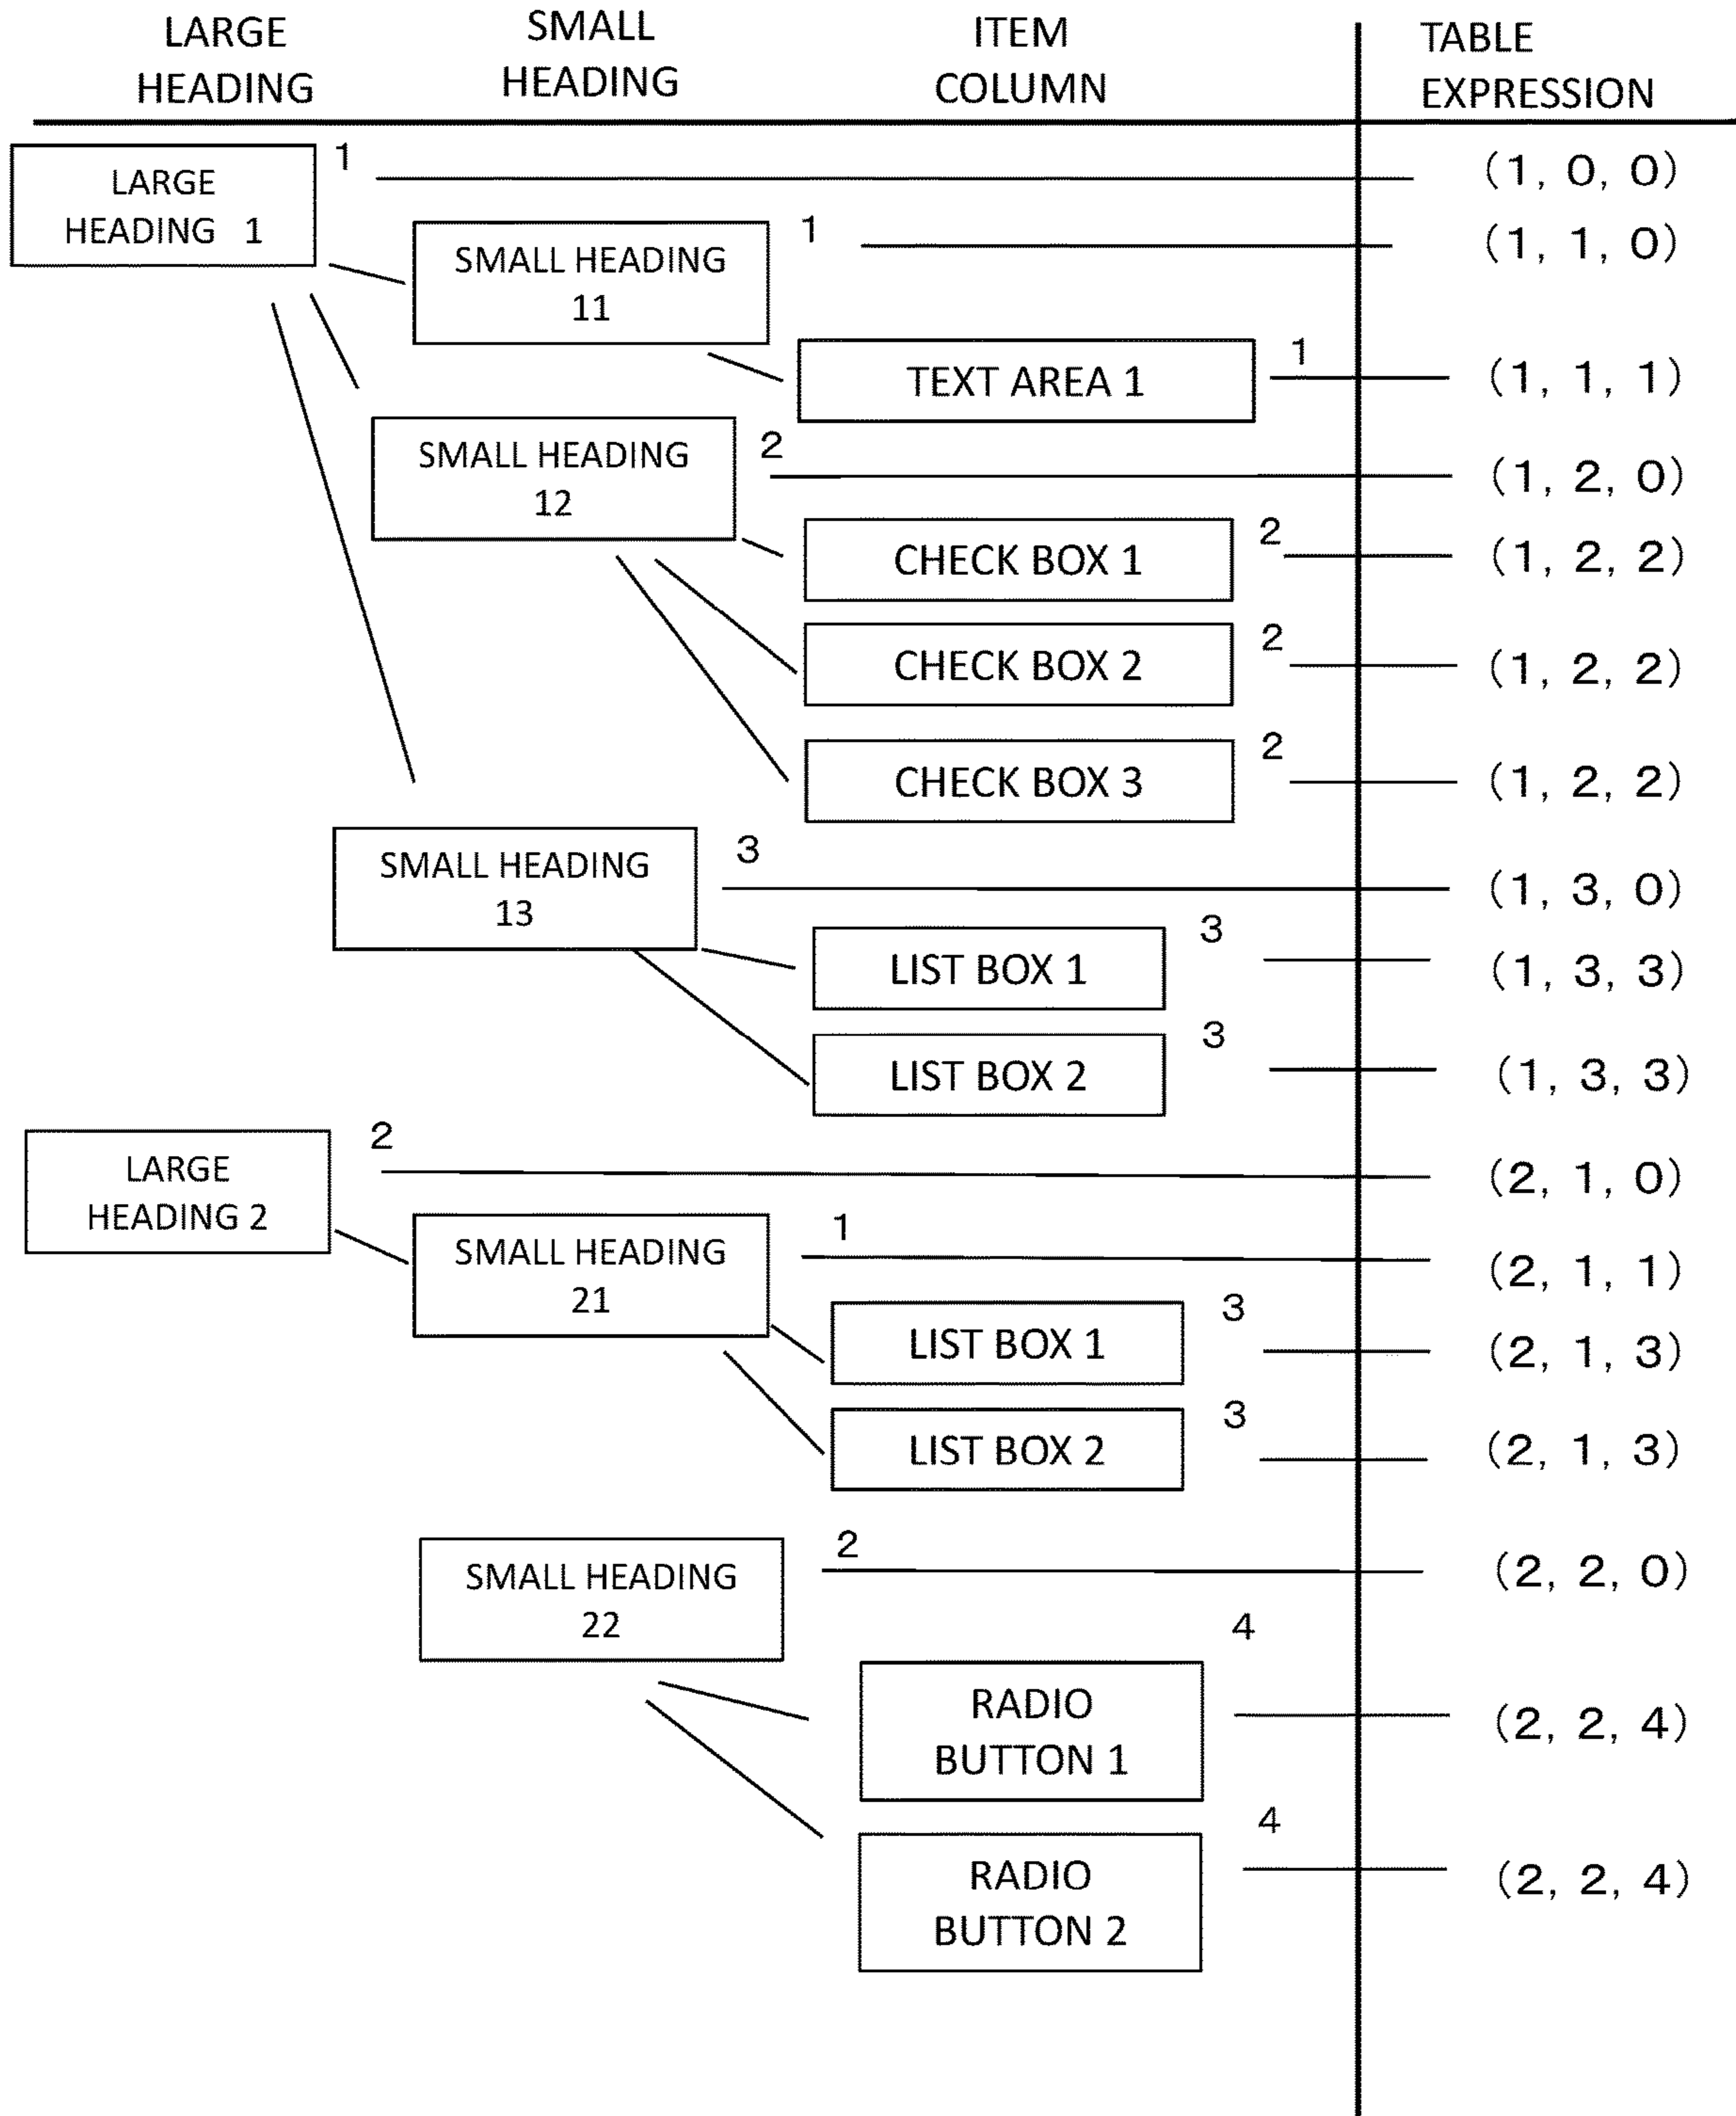 LARGE
HEADING
SMALL
HEADING
ITEM
COLUMN
TABLE
EXPRESSION
LARGE
HEADING 1
1
(1, 0, 0)
SMALL HEADING
11
1
(1, 1, 0)
TEXT AREA 1
1
(1, 1, 1)
SMALL HEADING
12
2
(1, 2, 0)
CHECK BOX 1
2
(1, 2, 2)
CHECK BOX 2
2
(1, 2, 2)
CHECK BOX 3
2
(1, 2, 2)
SMALL HEADING
13
3
(1, 3, 0)
LIST BOX 1
3
(1, 3, 3)
LIST BOX 2
3
(1, 3, 3)
LARGE
HEADING 2
2
(2, 1, 0)
SMALL HEADING
21
1
(2, 1, 1)
LIST BOX 1
3
(2, 1, 3)
LIST BOX 2
3
(2, 1, 3)
SMALL HEADING
22
2
(2, 2, 0)
RADIO
BUTTON 1
4
(2, 2, 4)
RADIO
BUTTON 2
4
(2, 2, 4)